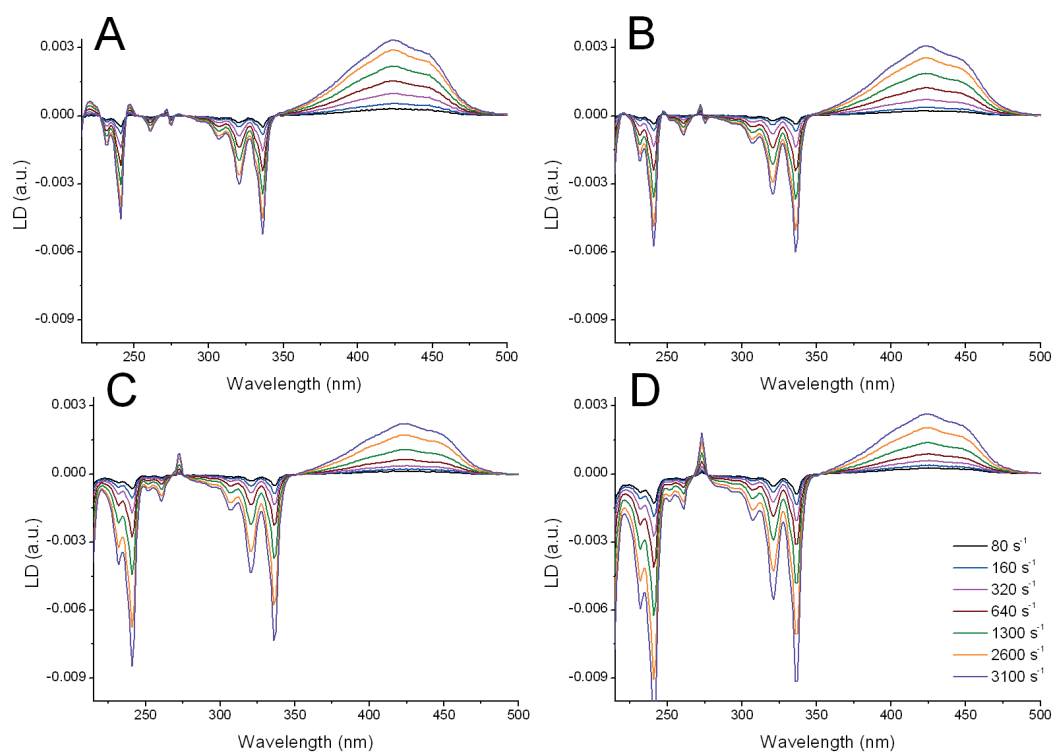 A
0.003
0.000
-0.003
-0.006
-0.009
LD (a.u.)
250 300 350 400 450 500
Wavelength (nm)
B
0.003
0.000
-0.003
-0.006
-0.009
LD (a.u.)
250 300 350 400 450 500
Wavelength (nm)
C
0.003
0.000
-0.003
-0.006
-0.009
LD (a.u.)
250 300 350 400 450 500
Wavelength (nm)
D
0.003
0.000
-0.003
-0.006
-0.009
LD (a.u.)
80 s⁻¹
160 s⁻¹
320 s⁻¹
640 s⁻¹
1300 s⁻¹
2600 s⁻¹
3100 s⁻¹
250 300 350 400 450 500
Wavelength (nm)